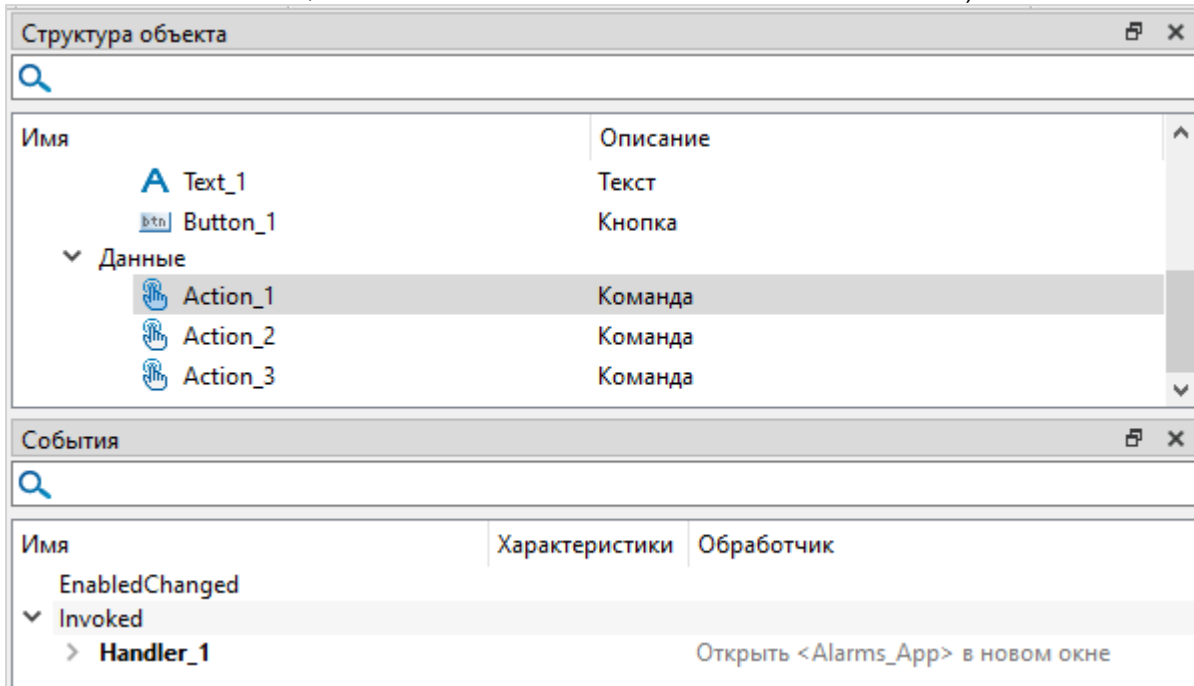 Структура объекта
Имя Описание
Text_1 Текст
btn Button_1 Кнопка
Данные
Action_1 Команда
Action_2 Команда
Action_3 Команда
События
Имя Характеристики Обработчик
EnabledChanged
Invoked
Handler_1 Открыть <Alarms_App> в новом окне